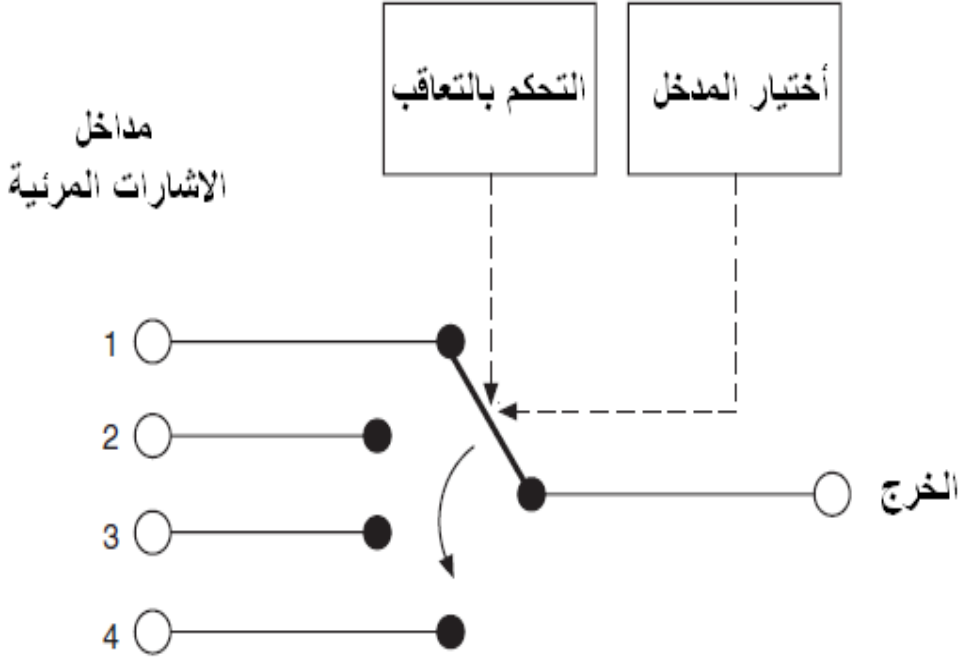 أختيار المدخل
التحكم بالتعاقب
مداخل
الاشارات المرئية
1
2
3
4
الخرج